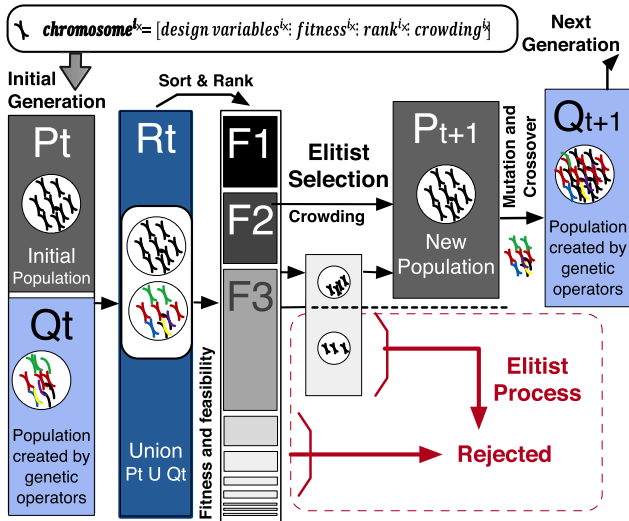 chromosome^ix = [design variables^ix: fitness^ix: rank^ix: crowding^ix]
Next
Generation
Initial
Generation
Sort & Rank
Pt
Initial
Population
Qt
Population
created by
genetic
operators
Rt
Union
Pt U Qt
Fitness and feasibility
F1
F2
F3
Elitist
Selection
Crowding
Pt+1
New
Population
Mutation and
Crossover
Qt+1
Population
created by
genetic
operators
Elitist
Process
Rejected